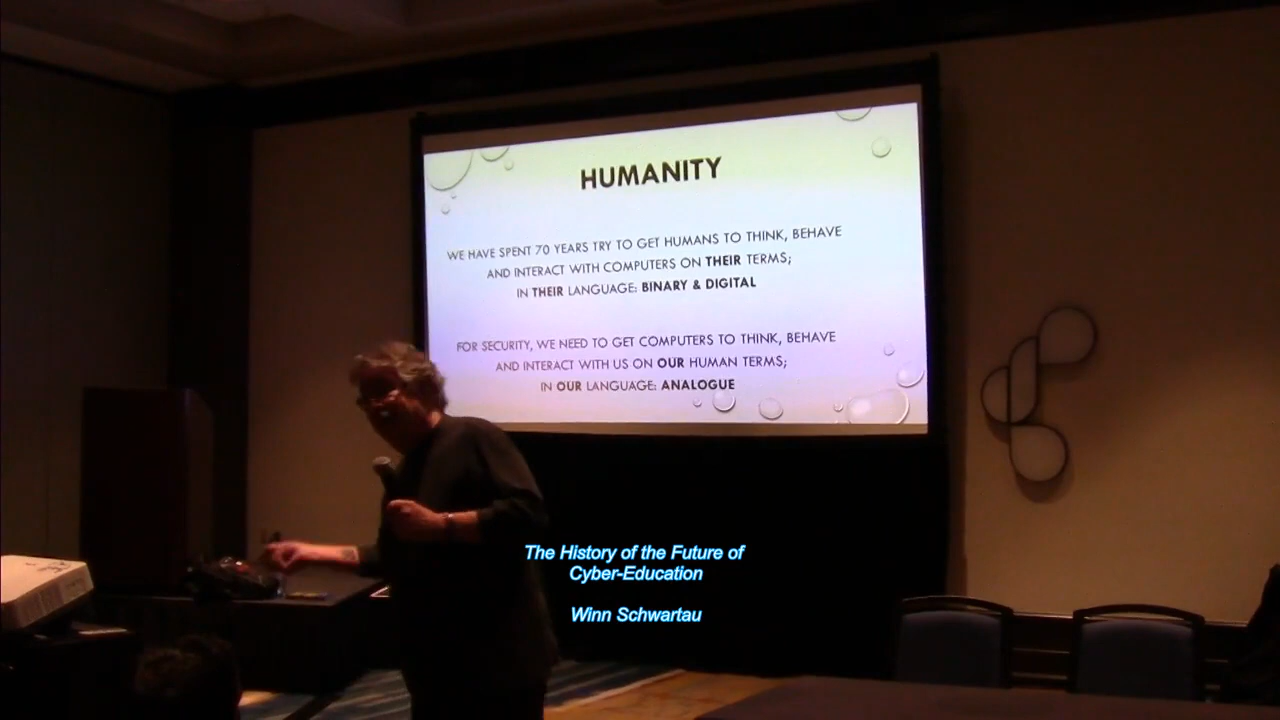 HUMANITY
WE HAVE SPENT 70 YEARS TRY TO GET HUMANS TO THINK, BEHAVE
AND INTERACT WITH COMPUTERS ON THEIR TERMS;
IN THEIR LANGUAGE: BINARY & DIGITAL
FOR SECURITY, WE NEED TO GET COMPUTERS TO THINK, BEHAVE
AND INTERACT WITH US ON OUR HUMAN TERMS;
IN OUR LANGUAGE: ANALOGUE
The History of the Future of
Cyber-Education
Winn Schwartau